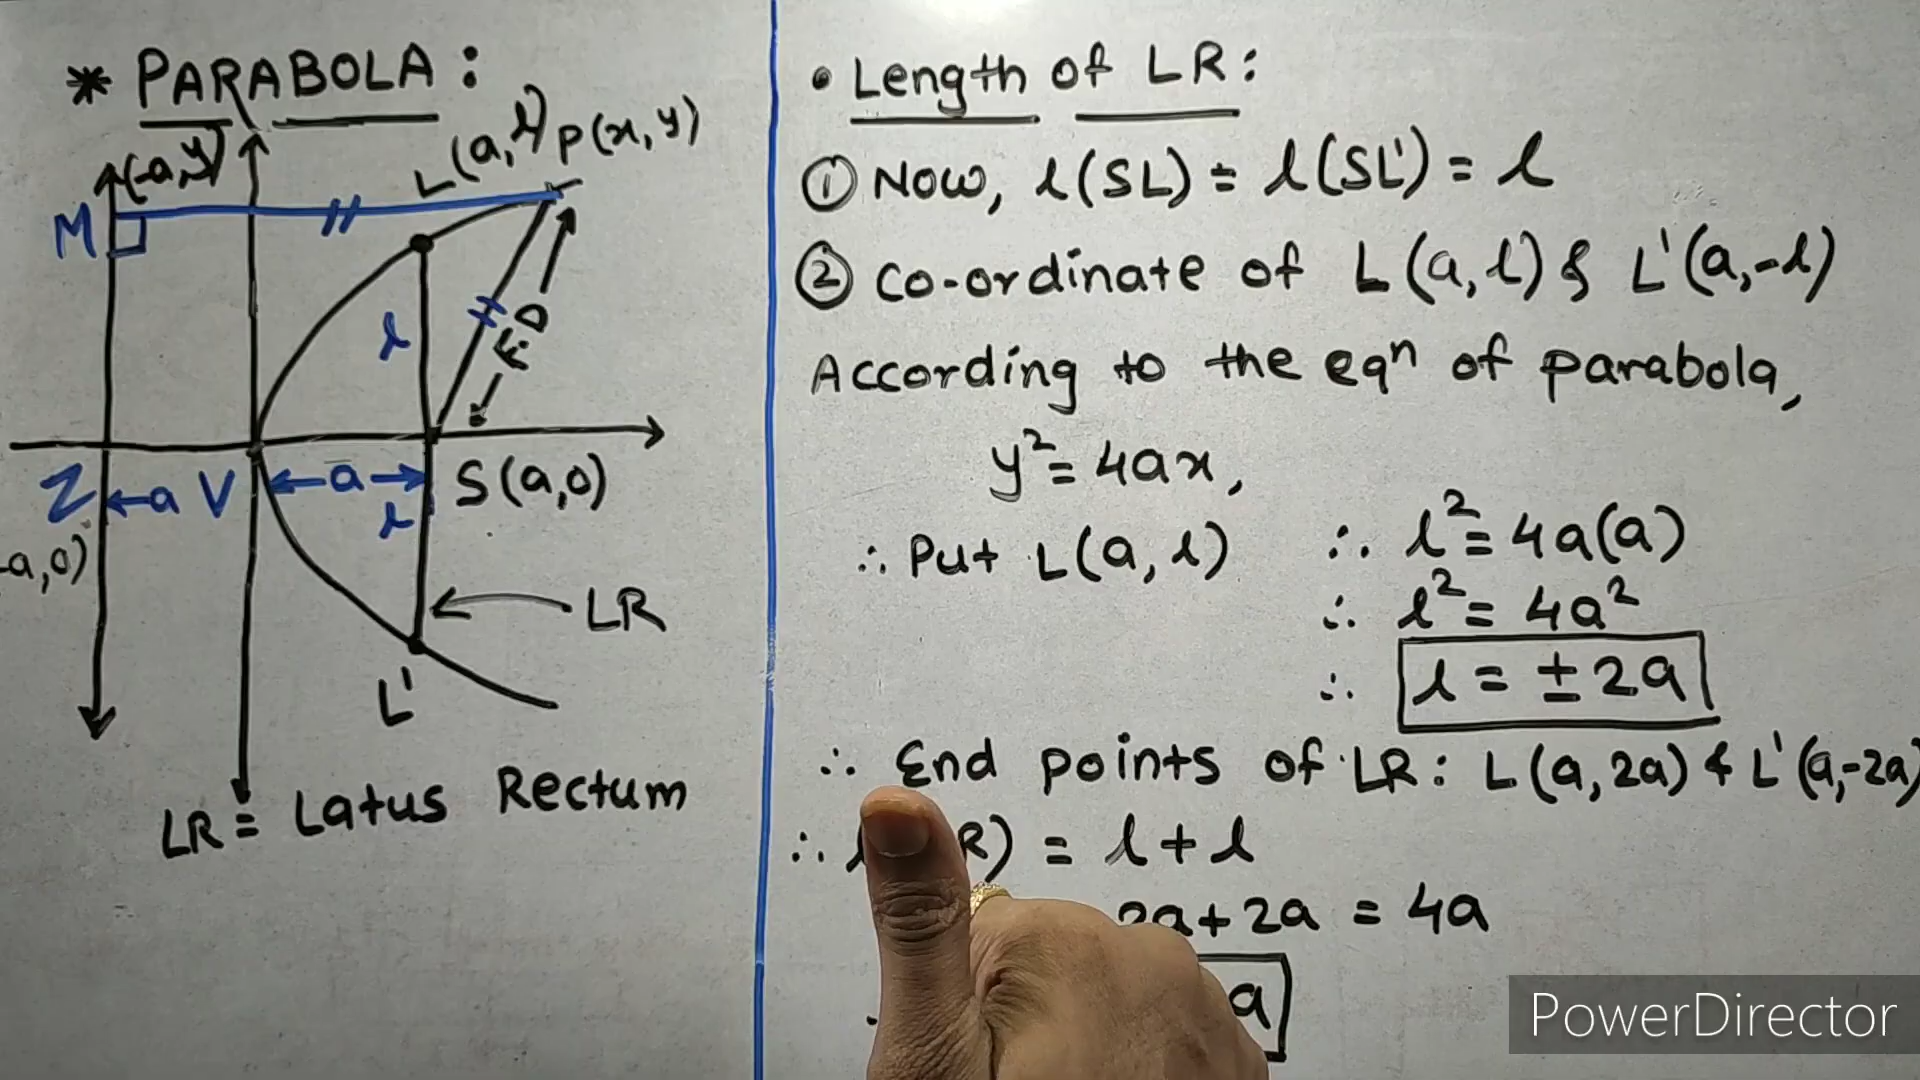 * PARABOLA :
(-a,y)
L(a,l)
P(x,y)
M
l
F.D
Z
a
V
a
l
S(a,0)
-a,0)
LR
L'
LR = Latus Rectum
• Length of LR:
① Now, l(SL) = l(SL') = l
② co-ordinate of L(a,l) & L'(a,-l)
According to the eqⁿ of parabola,
y² = 4ax,
∴ Put L(a,l)
∴ l² = 4a(a)
∴ l² = 4a²
∴ l = ± 2a
∴ End points of LR: L(a,2a) & L'(a,-2a)
∴ R) = l + l
2a + 2a = 4a
a
PowerDirector